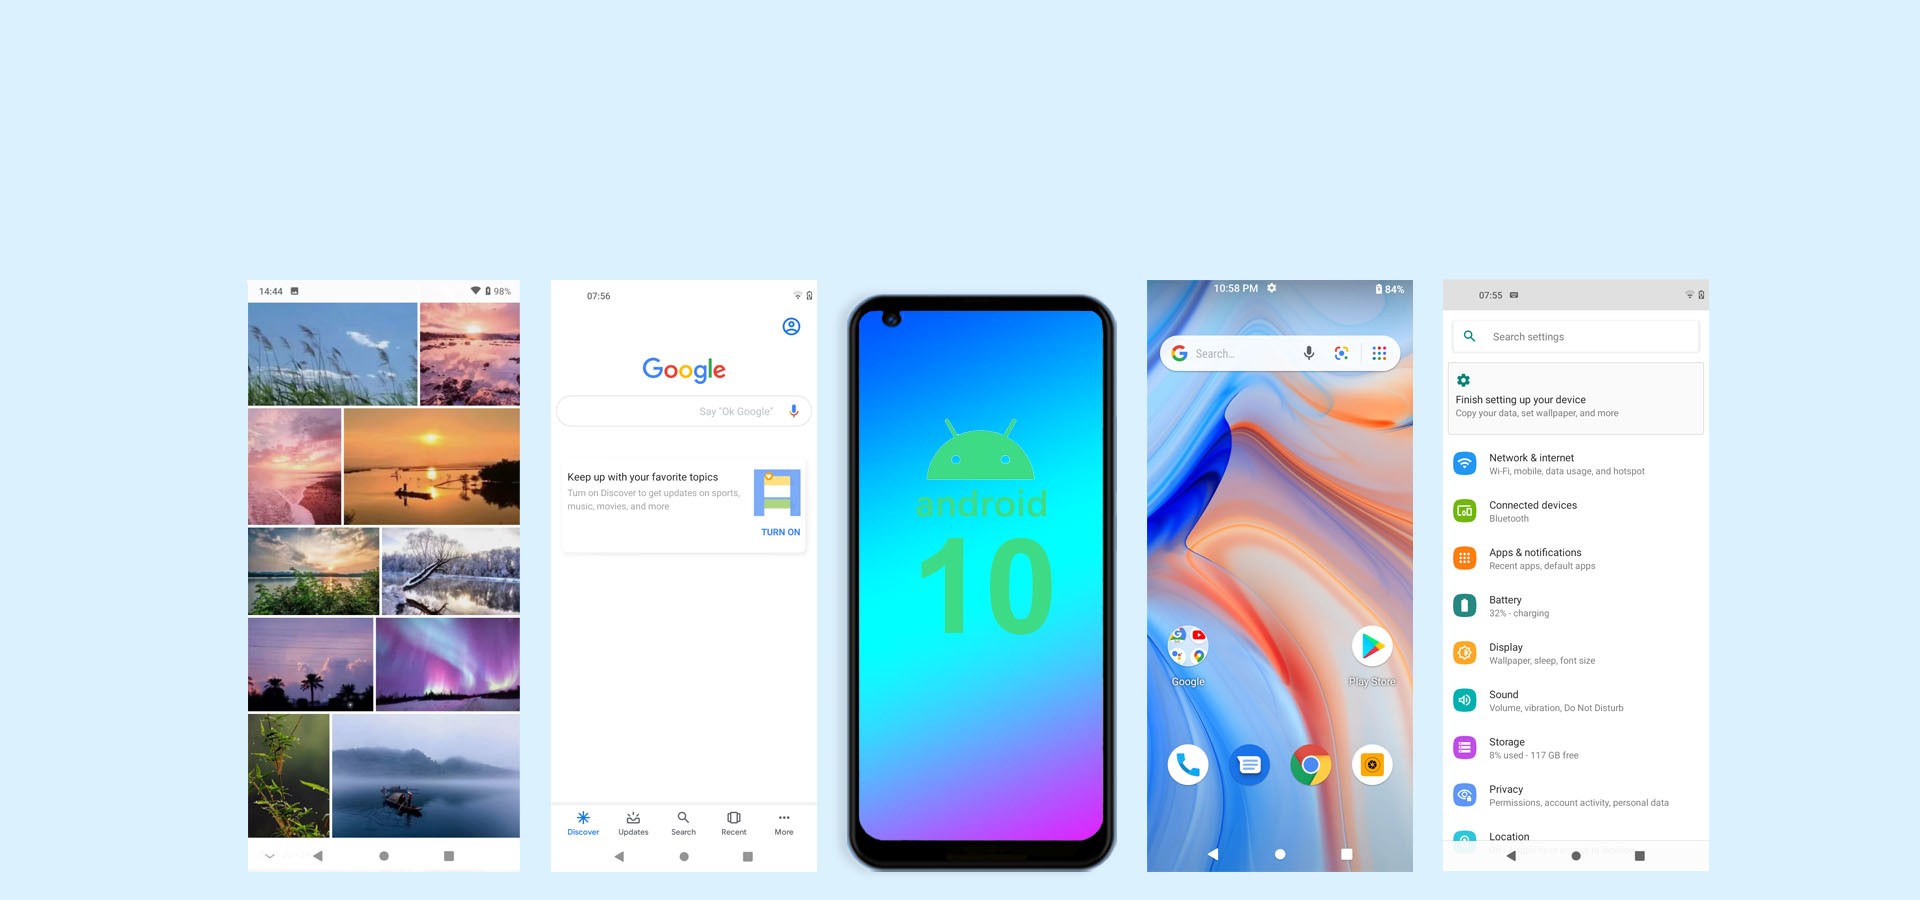 14:44 98%
07:56
Google
Say "Ok Google"
Keep up with your favorite topics
Turn on Discover to get updates on sports,
music, movies, and more
TURN ON
Discover Updates Search Recent More
android
10
10:58 PM 84%
Search...
Google Play Store
07:55
Search settings
Finish setting up your device
Copy your data, set wallpaper, and more
Network & internet
Wi-Fi, mobile, data usage, and hotspot
Connected devices
Bluetooth
Apps & notifications
Recent apps, default apps
Battery
32% - charging
Display
Wallpaper, sleep, font size
Sound
Volume, vibration, Do Not Disturb
Storage
8% used - 117 GB free
Privacy
Permissions, account activity, personal data
Location